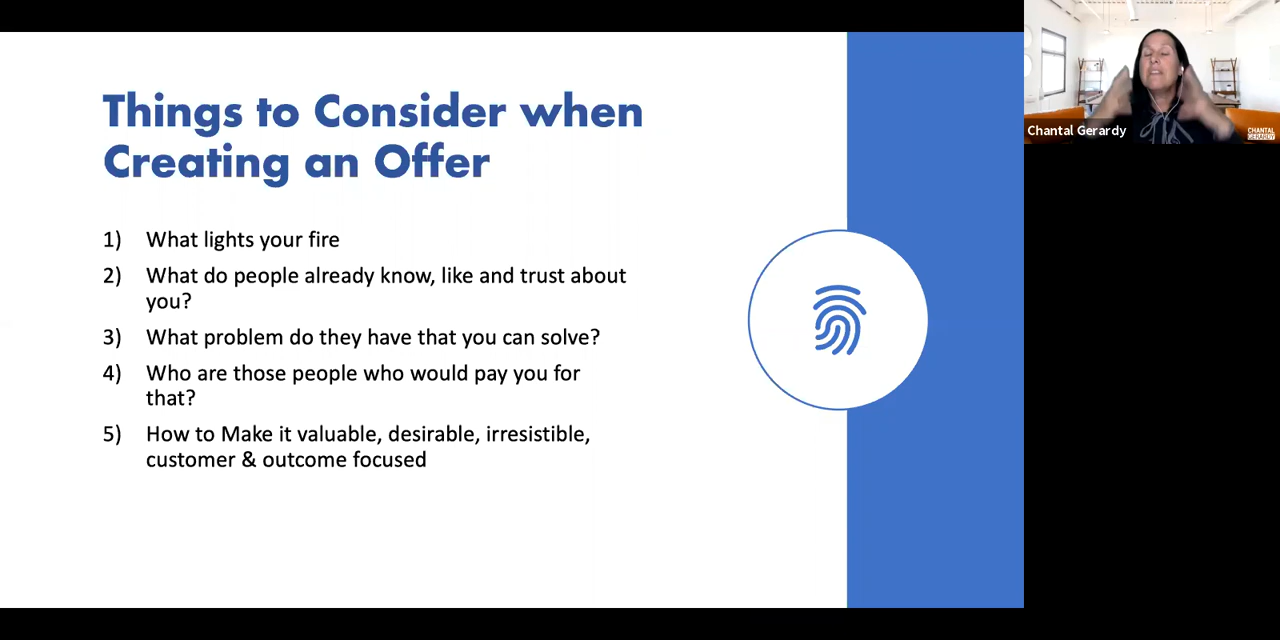 Things to Consider when
Creating an Offer
1) What lights your fire
2) What do people already know, like and trust about
you?
3) What problem do they have that you can solve?
4) Who are those people who would pay you for
that?
5) How to Make it valuable, desirable, irresistible,
customer & outcome focused
Chantal Gerardy
CHANTAL
GERARDY